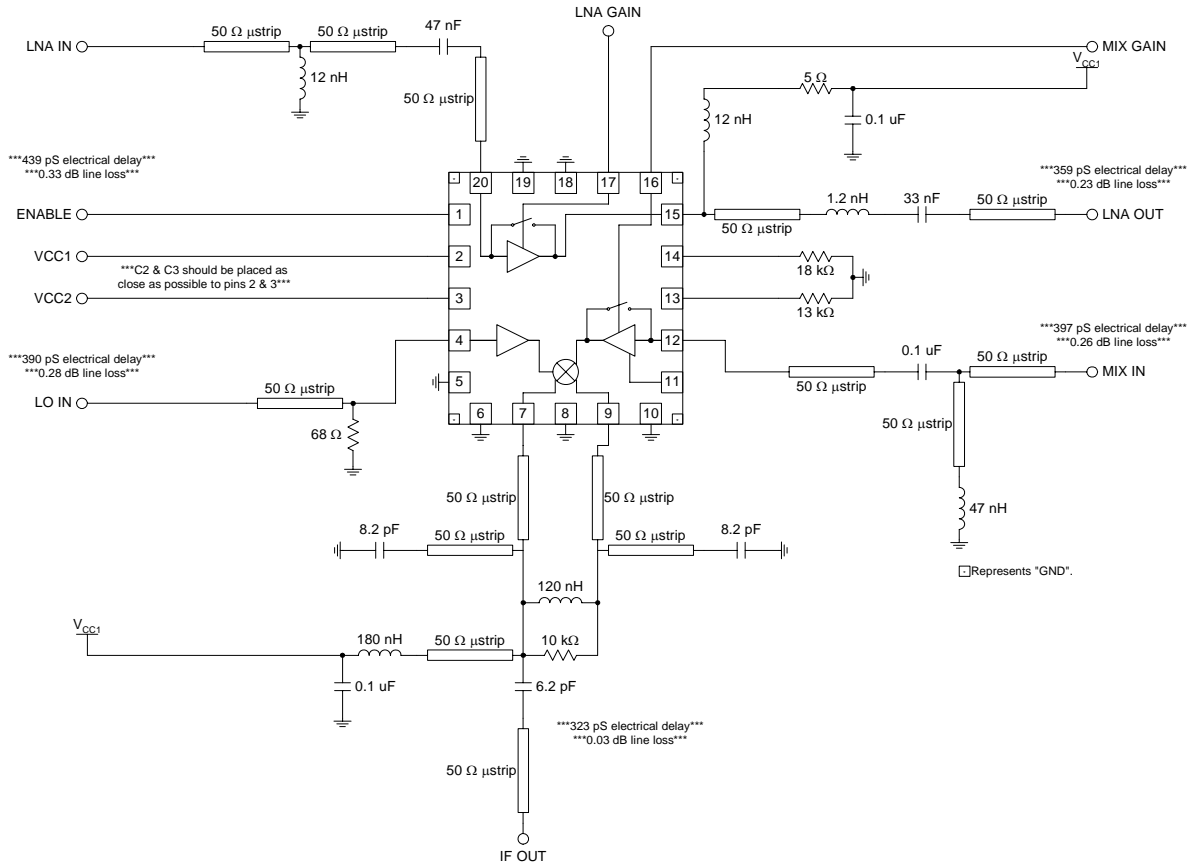 LNA GAIN
LNA IN
50 Ω µstrip
50 Ω µstrip
47 nF
MIX GAIN
VCC1
12 nH
50 Ω µstrip
5 Ω
12 nH
0.1 uF
***439 pS electrical delay***
***0.33 dB line loss***
***359 pS electrical delay***
***0.23 dB line loss***
20
19
18
17
16
ENABLE
1
15
1.2 nH
33 nF
50 Ω µstrip
50 Ω µstrip
LNA OUT
VCC1
2
14
18 kΩ
***C2 & C3 should be placed as
close as possible to pins 2 & 3***
VCC2
3
13
13 kΩ
***390 pS electrical delay***
***0.28 dB line loss***
4
12
***397 pS electrical delay***
***0.26 dB line loss***
0.1 uF
50 Ω µstrip
50 Ω µstrip
MIX IN
5
11
LO IN
50 Ω µstrip
68 Ω
6
7
8
9
10
50 Ω µstrip
47 nH
50 Ω µstrip
50 Ω µstrip
8.2 pF
50 Ω µstrip
50 Ω µstrip
8.2 pF
Represents "GND".
120 nH
VCC1
180 nH
50 Ω µstrip
10 kΩ
0.1 uF
6.2 pF
***323 pS electrical delay***
***0.03 dB line loss***
50 Ω µstrip
IF OUT